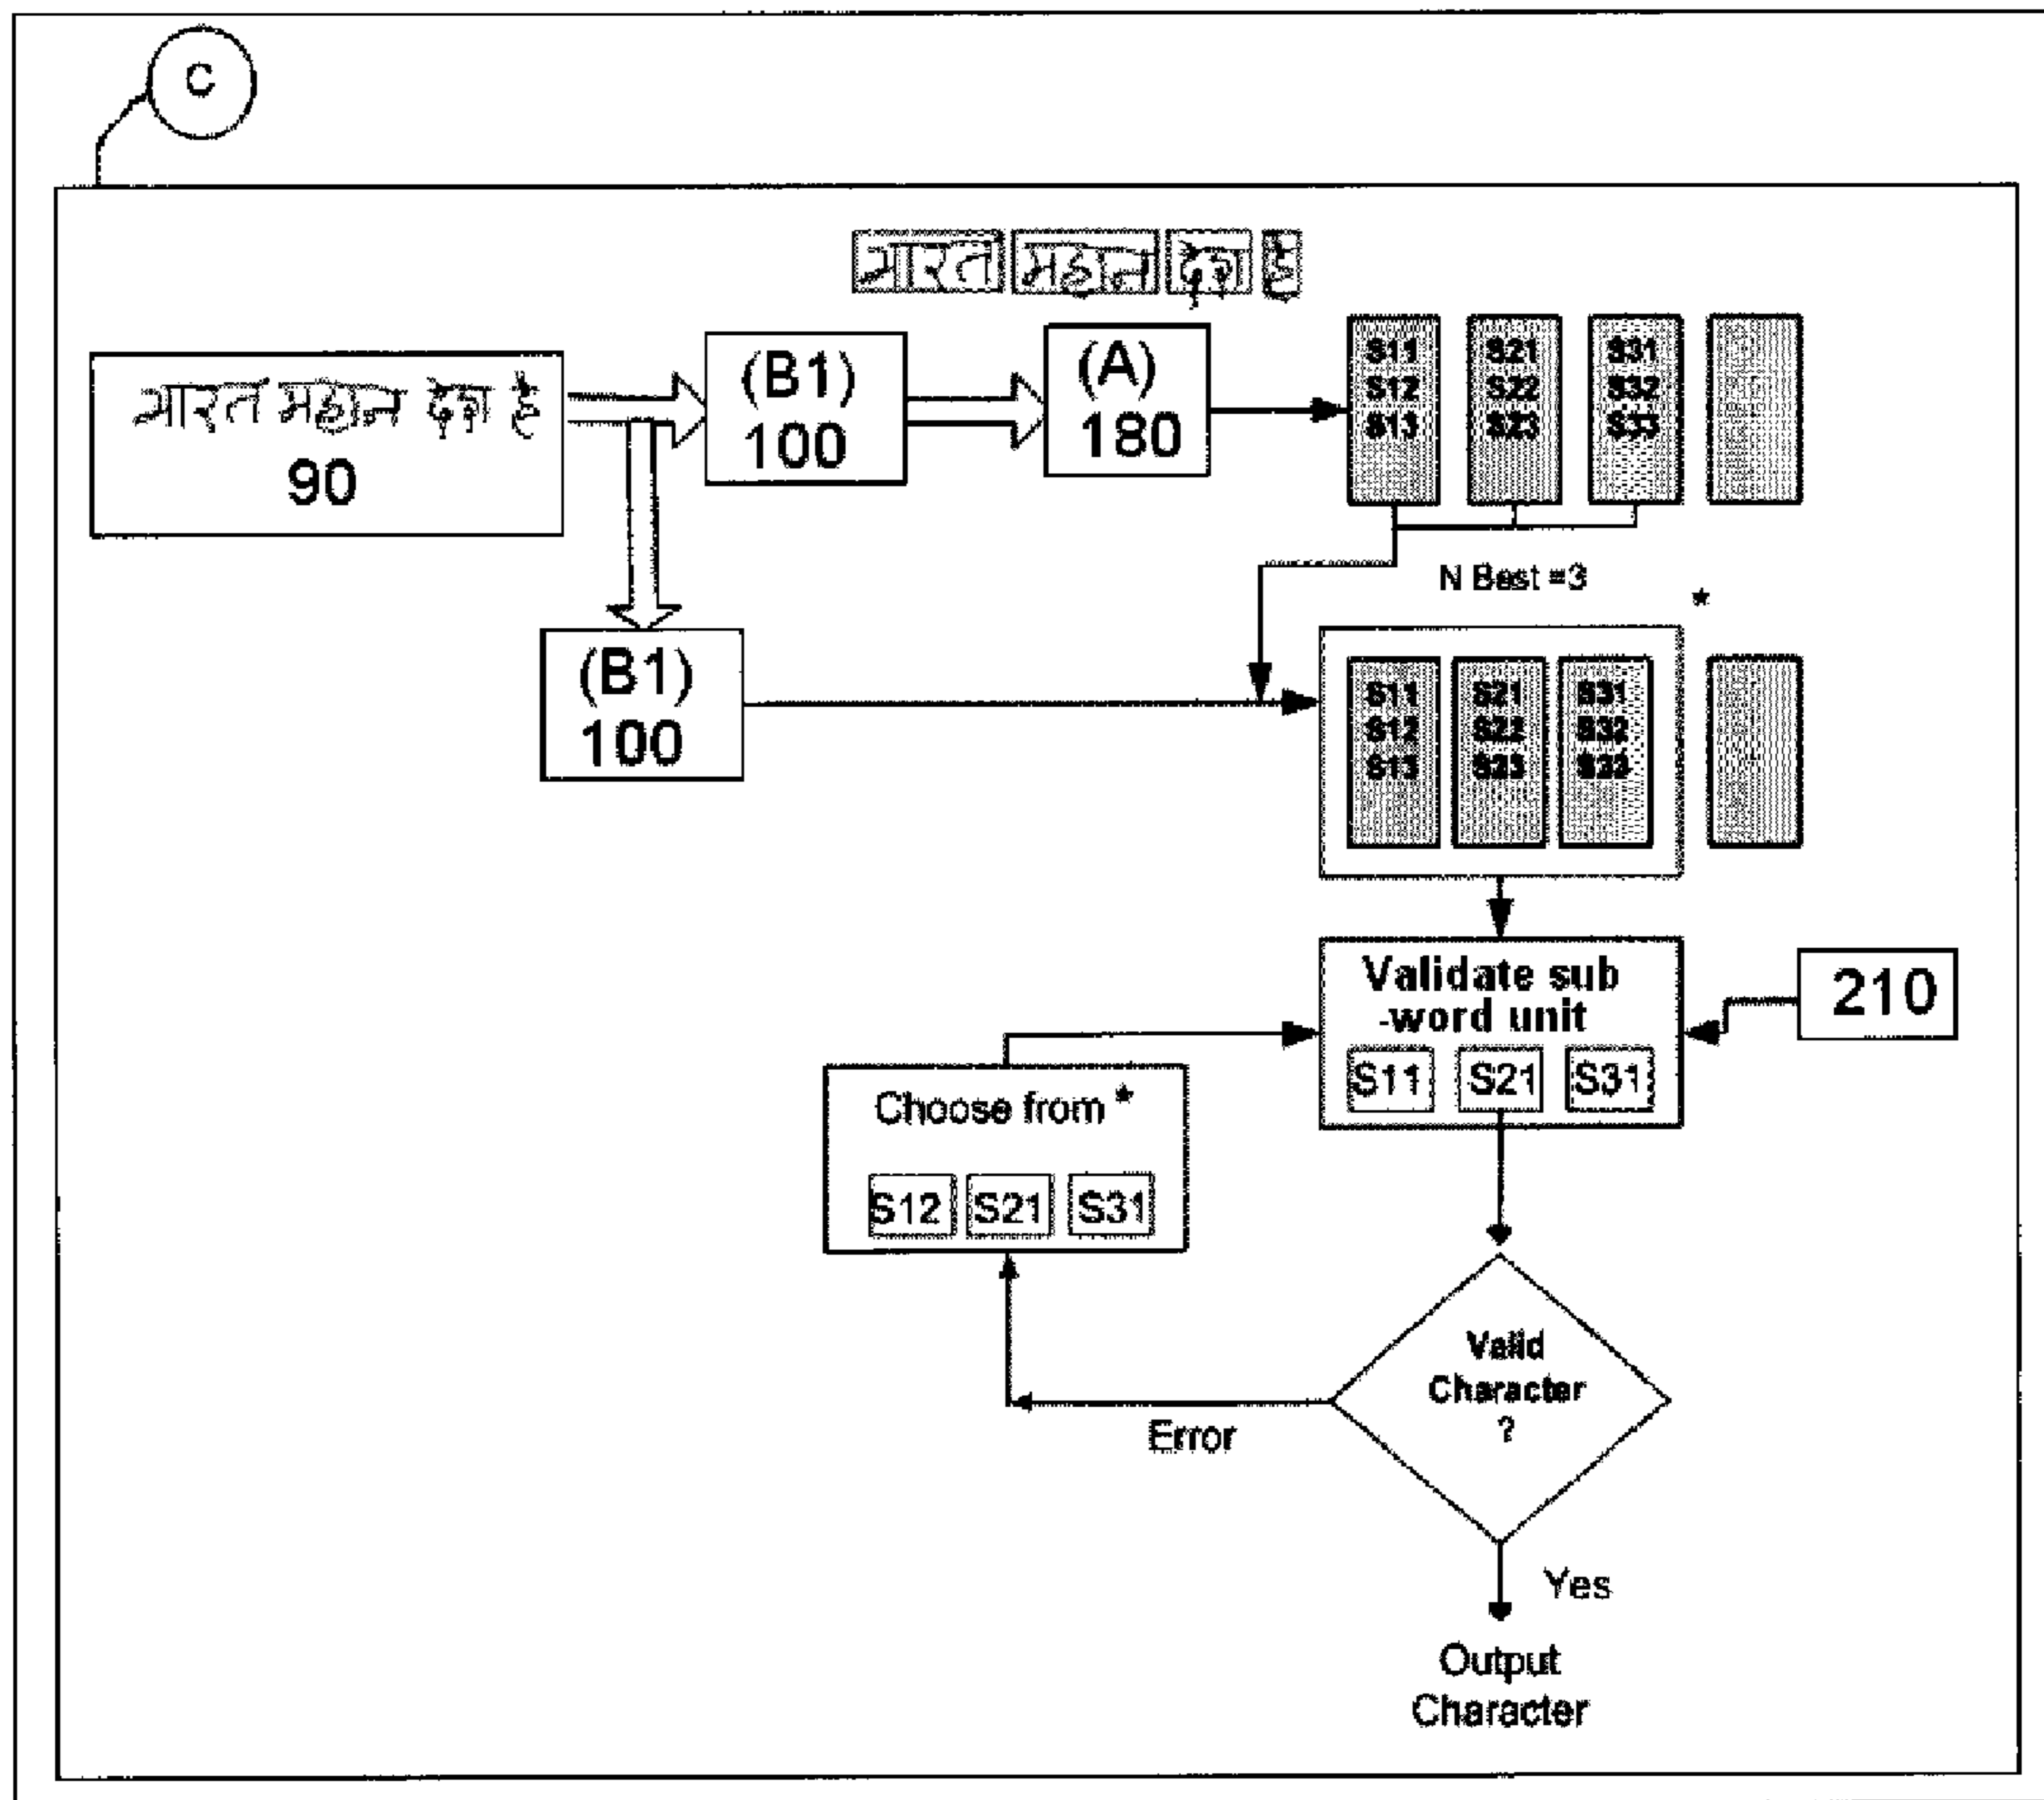 C
भारत महान देश है
भारत महान देश है
90
(B1)
100
(A)
180
S11 S21 S31
S12 S22 S32
S13 S23 S33
N Best =3
*
(B1)
100
S11 S21 S31
S12 S22 S32
S13 S23 S33
Validate sub
-word unit
S11 S21 S31
210
Choose from *
S12 S21 S31
Valid
Character
?
Error
Yes
Output
Character